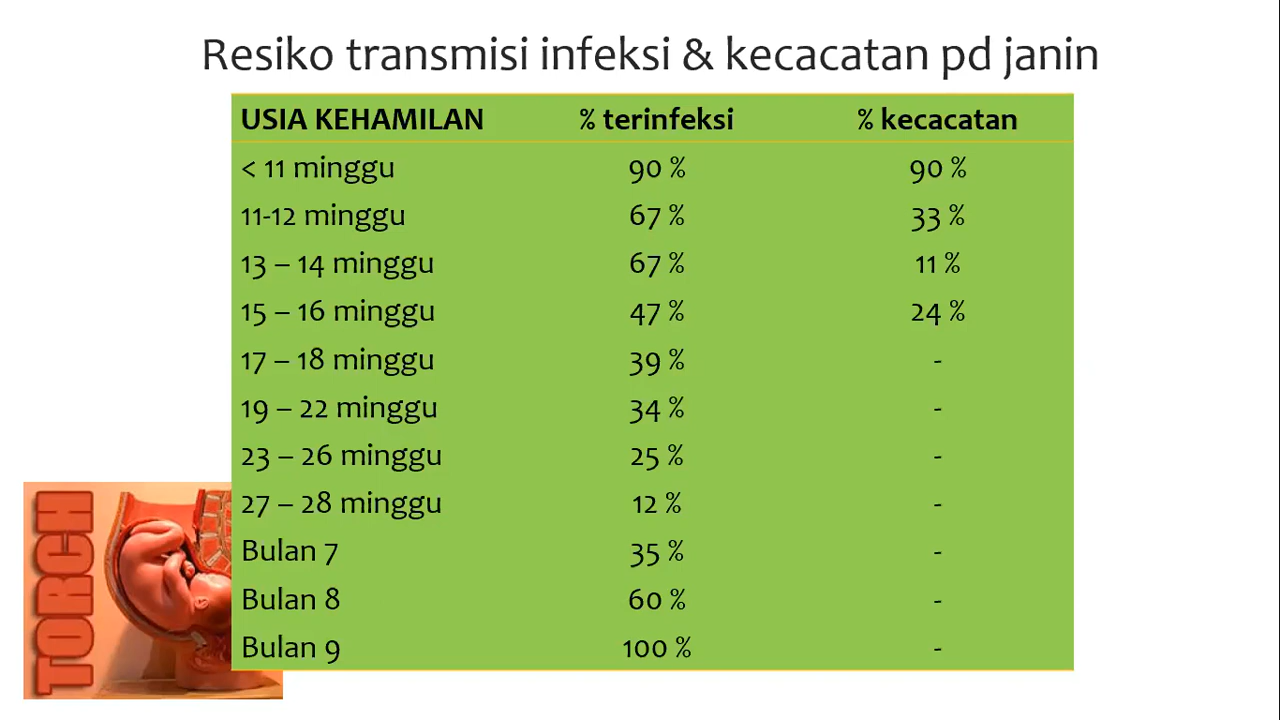 Resiko transmisi infeksi & kecacatan pd janin
USIA KEHAMILAN % terinfeksi % kecacatan
< 11 minggu 90 % 90 %
11-12 minggu 67 % 33 %
13 – 14 minggu 67 % 11 %
15 – 16 minggu 47 % 24 %
17 – 18 minggu 39 % -
19 – 22 minggu 34 % -
23 – 26 minggu 25 % -
27 – 28 minggu 12 % -
Bulan 7 35 % -
Bulan 8 60 % -
Bulan 9 100 % -
TORCH